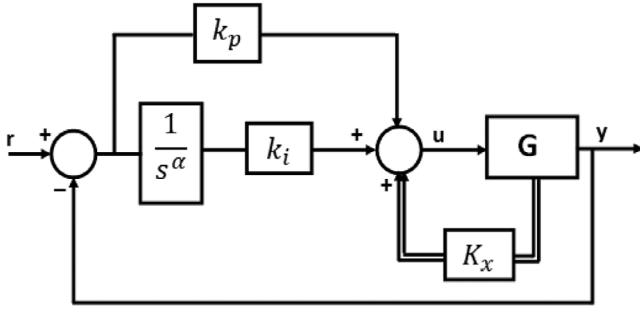 k_p
r
+
−
1
s^α
k_i
+
+
u
G
y
K_x